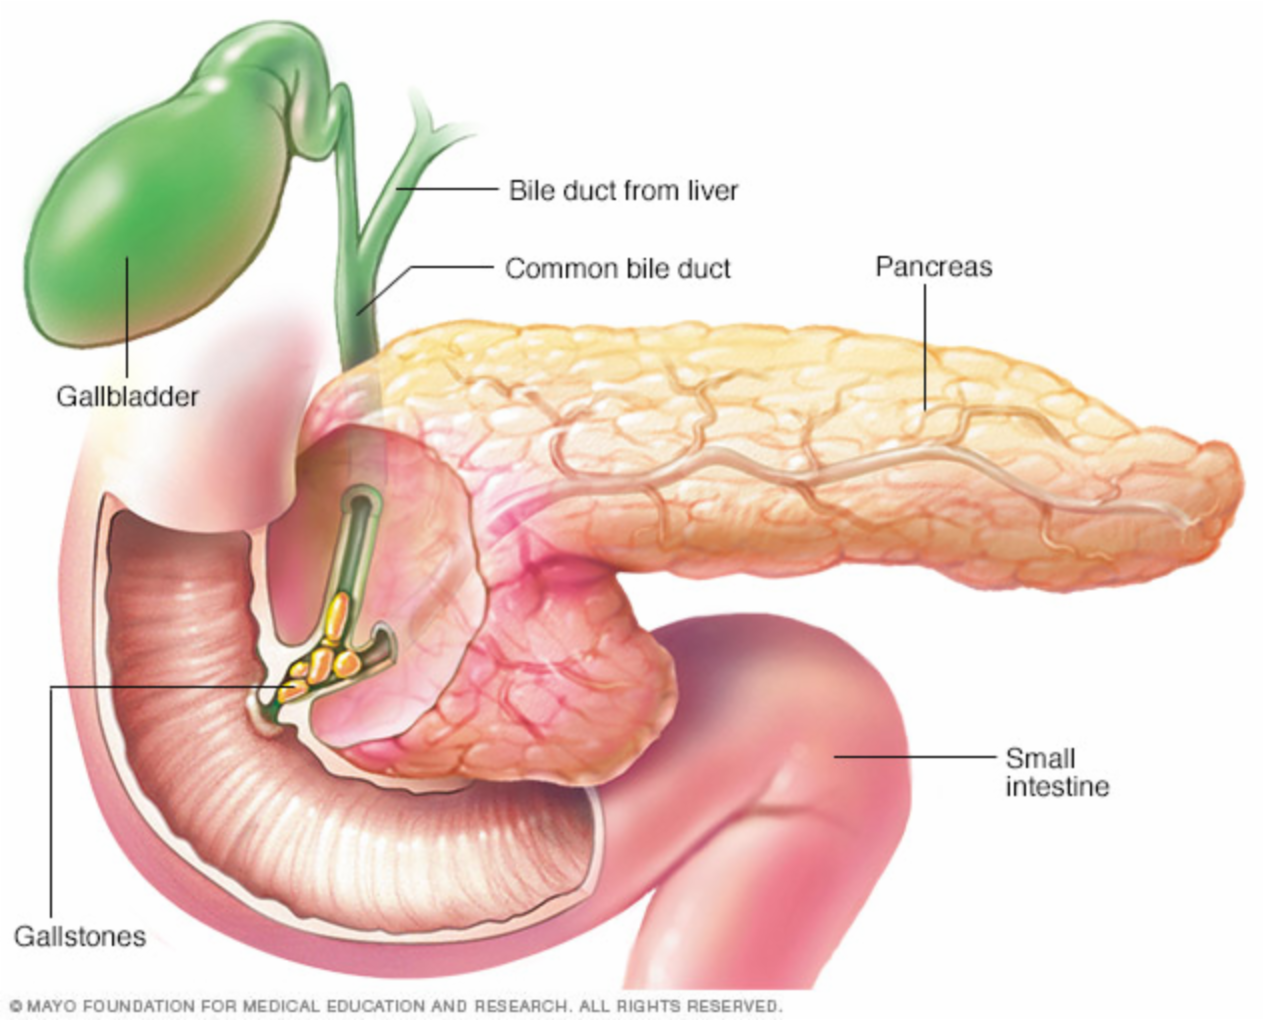 Bile duct from liver
Common bile duct
Pancreas
Gallbladder
Small
intestine
Gallstones
© MAYO FOUNDATION FOR MEDICAL EDUCATION AND RESEARCH. ALL RIGHTS RESERVED.